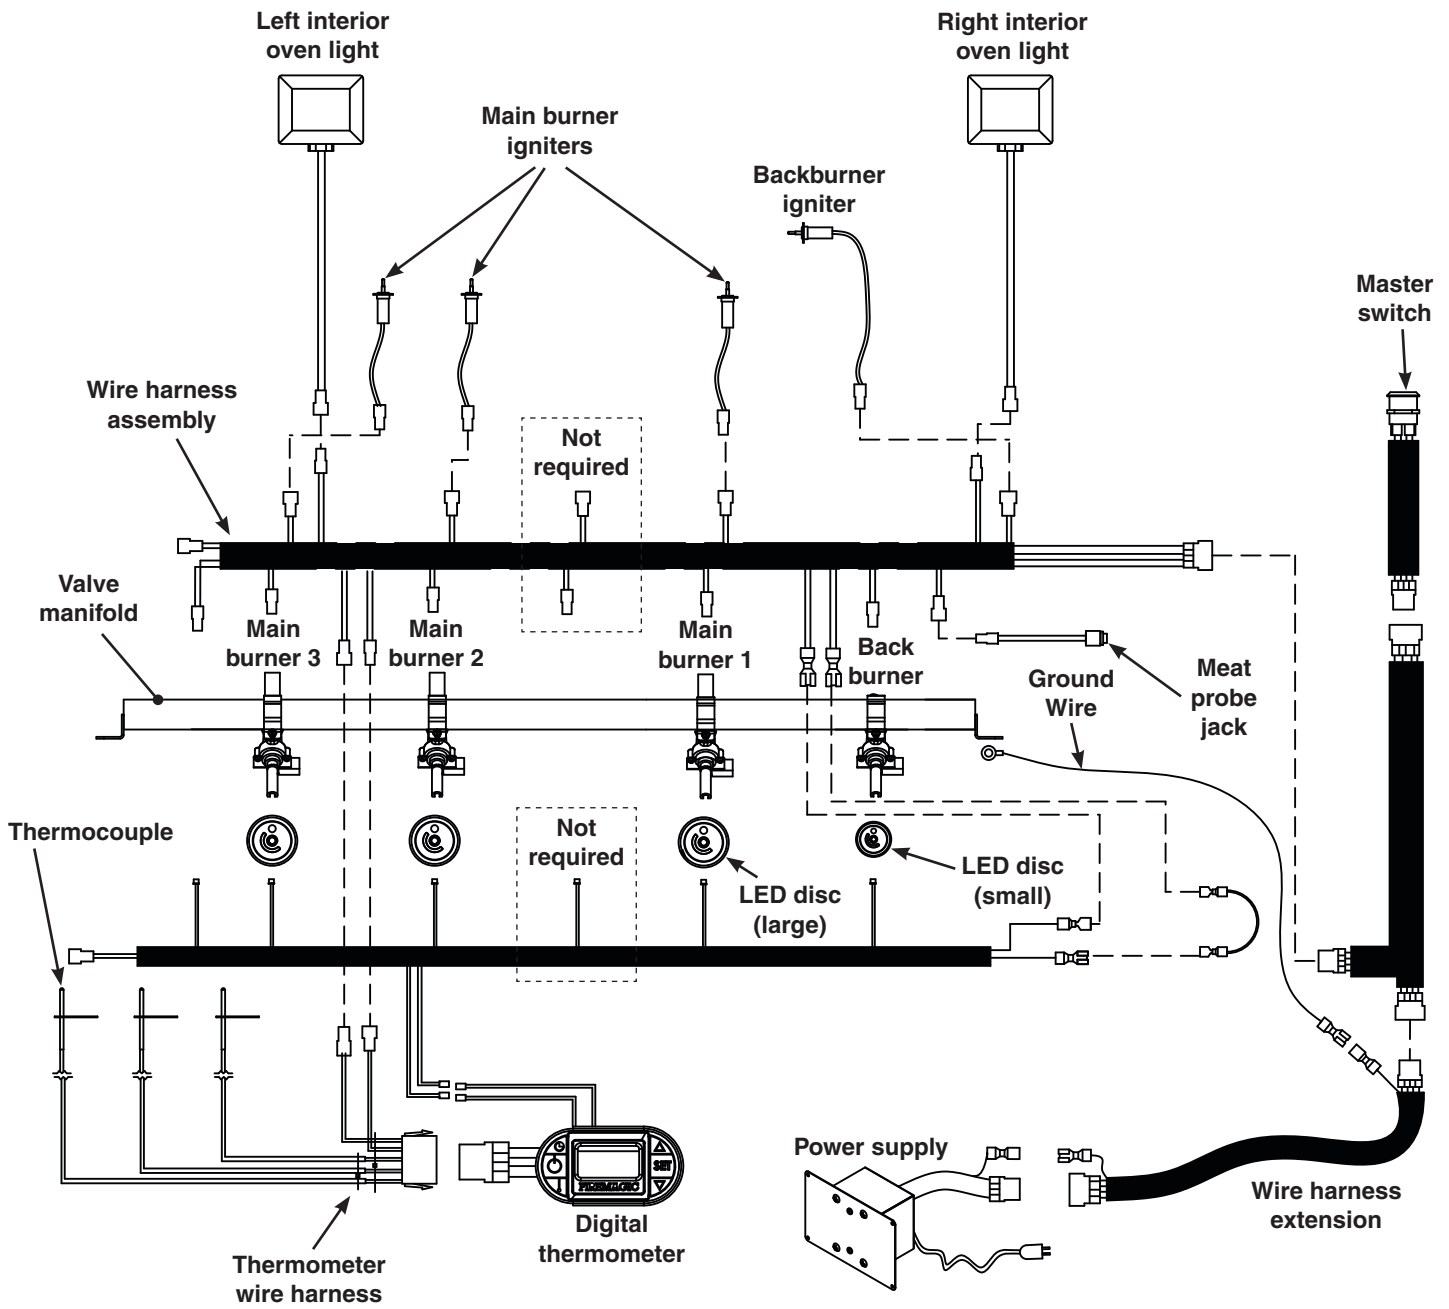 Left interior
oven light
Right interior
oven light
Main burner
igniters
Backburner
igniter
Master
switch
Wire harness
assembly
Not
required
Valve
manifold
Main
burner 3
Main
burner 2
Main
burner 1
Back
burner
Meat
probe
jack
Ground
Wire
Thermocouple
Not
required
LED disc
(large)
LED disc
(small)
SET
FIREMAGIC
Digital
thermometer
Power supply
Wire harness
extension
Thermometer
wire harness